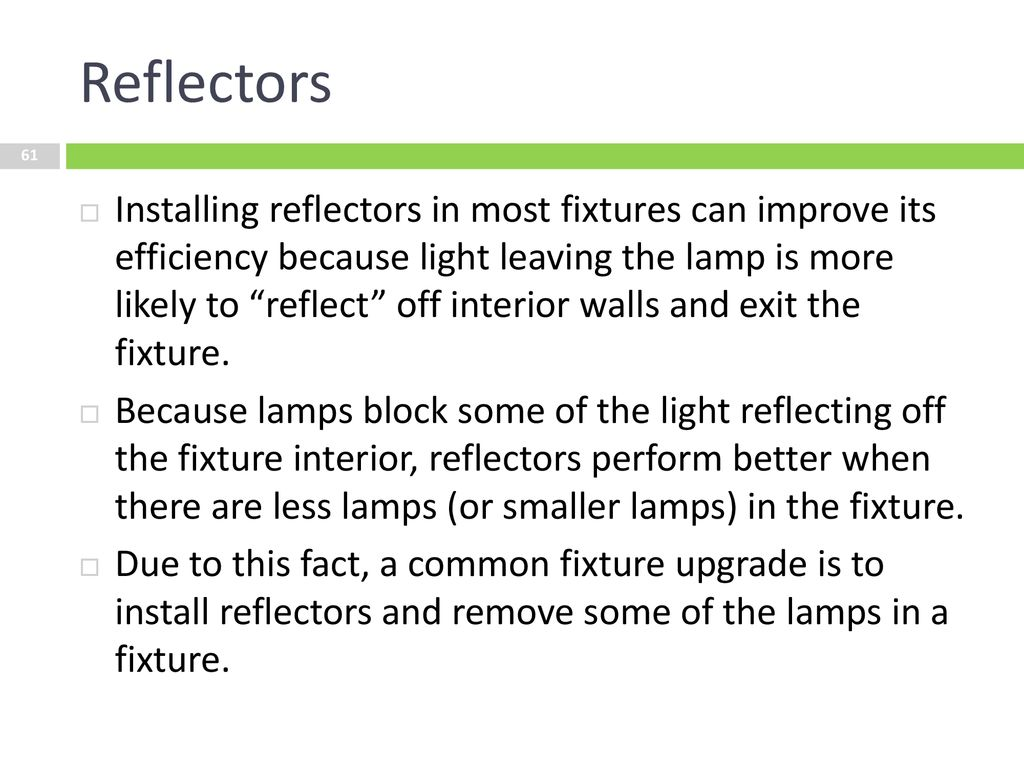 Reflectors
61
Installing reflectors in most fixtures can improve its
efficiency because light leaving the lamp is more
likely to “reflect” off interior walls and exit the
fixture.
Because lamps block some of the light reflecting off
the fixture interior, reflectors perform better when
there are less lamps (or smaller lamps) in the fixture.
Due to this fact, a common fixture upgrade is to
install reflectors and remove some of the lamps in a
fixture.